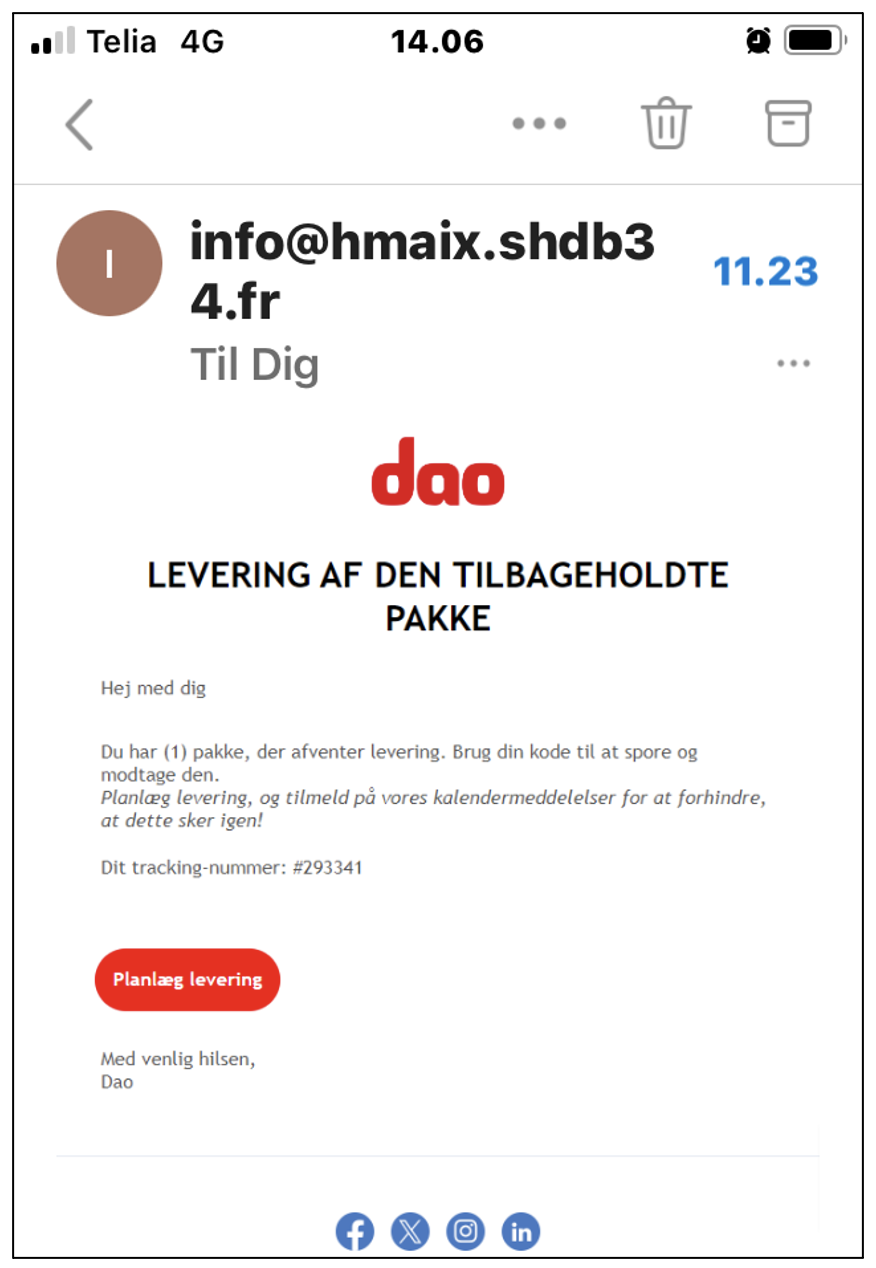 Telia 4G 14.06
info@hmaix.shdb3
4.fr
11.23
Til Dig
I
dao
LEVERING AF DEN TILBAGEHOLDTE
PAKKE
Hej med dig
Du har (1) pakke, der afventer levering. Brug din kode til at spore og
modtage den.
Planlæg levering, og tilmeld på vores kalendermeddelelser for at forhindre,
at dette sker igen!
Dit tracking-nummer: #293341
Planlæg levering
Med venlig hilsen,
Dao